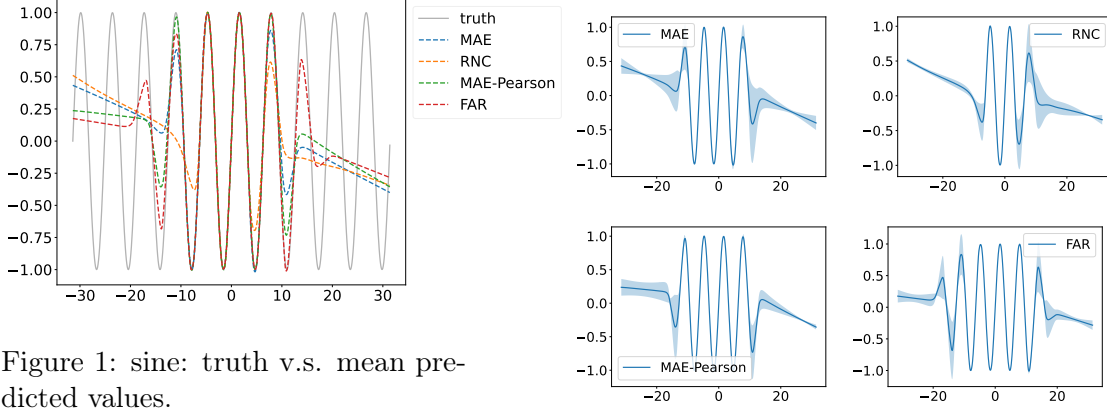 1.00
0.75
0.50
0.25
0.00
−0.25
−0.50
−0.75
−1.00
−30 −20 −10 0 10 20 30
truth
MAE
RNC
MAE-Pearson
FAR
Figure 1: sine: truth v.s. mean pre-
dicted values.
1.0
0.5
0.0
−0.5
−1.0
−20 0 20
MAE
1.0
0.5
0.0
−0.5
−1.0
−20 0 20
RNC
1.0
0.5
0.0
−0.5
−1.0
−20 0 20
MAE-Pearson
1.0
0.5
0.0
−0.5
−1.0
−20 0 20
FAR